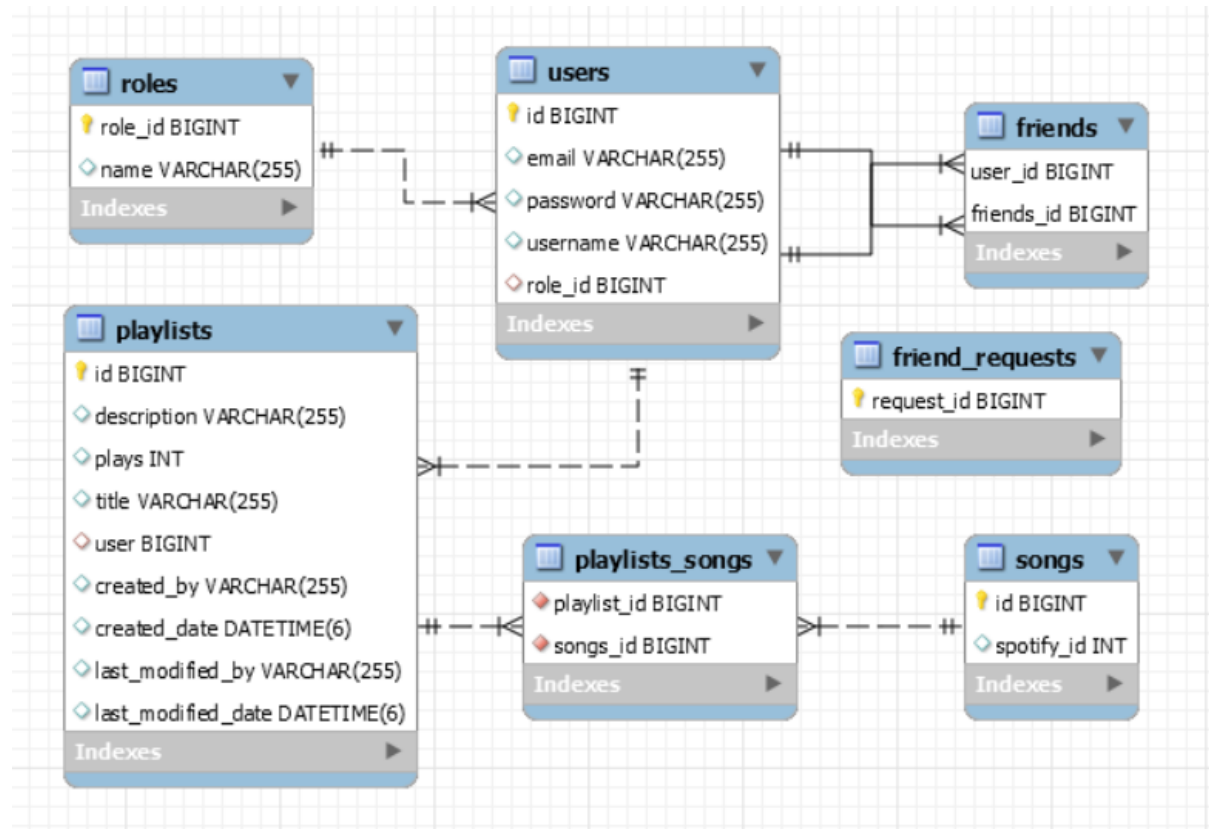 roles
role_id BIGINT
name VARCHAR(255)
Indexes
users
id BIGINT
email VARCHAR(255)
password VARCHAR(255)
username VARCHAR(255)
role_id BIGINT
Indexes
friends
user_id BIGINT
friends_id BIGINT
Indexes
playlists
id BIGINT
description VARCHAR(255)
plays INT
title VARCHAR(255)
user BIGINT
created_by VARCHAR(255)
created_date DATETIME(6)
last_modified_by VARCHAR(255)
last_modified_date DATETIME(6)
Indexes
friend_requests
request_id BIGINT
Indexes
playlists_songs
playlist_id BIGINT
songs_id BIGINT
Indexes
songs
id BIGINT
spotify_id INT
Indexes